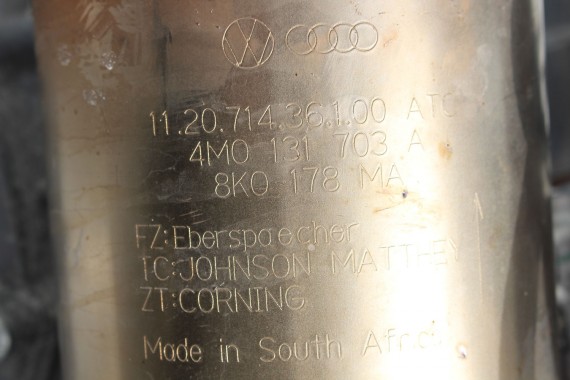 11.20.714.36.1.00 ATC
4M0 131 703 A
8K0 178 MA
FZ:Eberspaecher
TC:JOHNSON MATTHEY
ZT:CORNING
Made in South Africa